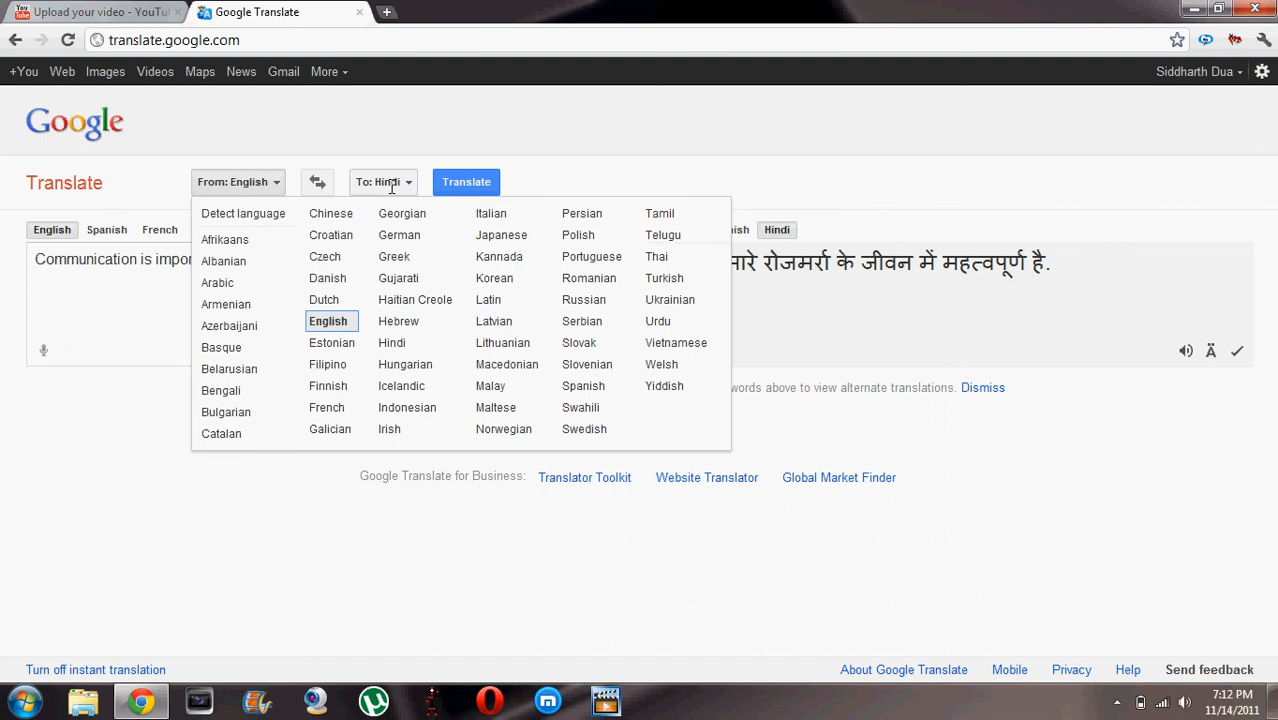 Upload your video - YouTu
Google Translate
translate.google.com
+You Web Images Videos Maps News Gmail More
Siddharth Dua
Google
Translate
From: English
To: Hindi
Translate
English Spanish French
Hindi
Communication is impor
रोजमर्रा के जीवन में महत्वपूर्ण है.
Detect language
Afrikaans
Albanian
Arabic
Armenian
Azerbaijani
Basque
Belarusian
Bengali
Bulgarian
Catalan
Chinese
Croatian
Czech
Danish
Dutch
English
Estonian
Filipino
Finnish
French
Galician
Georgian
German
Greek
Gujarati
Haitian Creole
Hebrew
Hindi
Hungarian
Icelandic
Indonesian
Irish
Italian
Japanese
Kannada
Korean
Latin
Latvian
Lithuanian
Macedonian
Malay
Maltese
Norwegian
Persian
Polish
Portuguese
Romanian
Russian
Serbian
Slovak
Slovenian
Spanish
Swahili
Swedish
Tamil
Telugu
Thai
Turkish
Ukrainian
Urdu
Vietnamese
Welsh
Yiddish
Ä
words above to view alternate translations. Dismiss
Google Translate for Business: Translator Toolkit Website Translator Global Market Finder
Turn off instant translation
About Google Translate Mobile Privacy Help Send feedback
7:12 PM
11/14/2011